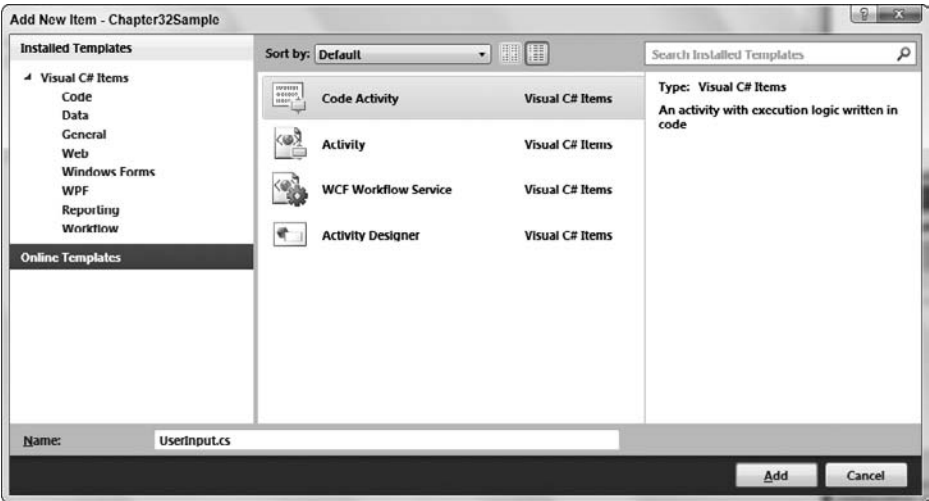 Add New Item - Chapter32Sample
Installed Templates
Visual C# Items
Code
Data
General
Web
Windows Forms
WPF
Reporting
Workflow
Online Templates
Sort by: Default
Code Activity Visual C# Items
Activity Visual C# Items
WCF Workflow Service Visual C# Items
Activity Designer Visual C# Items
Search Installed Templates
Type: Visual C# Items
An activity with execution logic written in
code
Name: UserInput.cs
Add Cancel